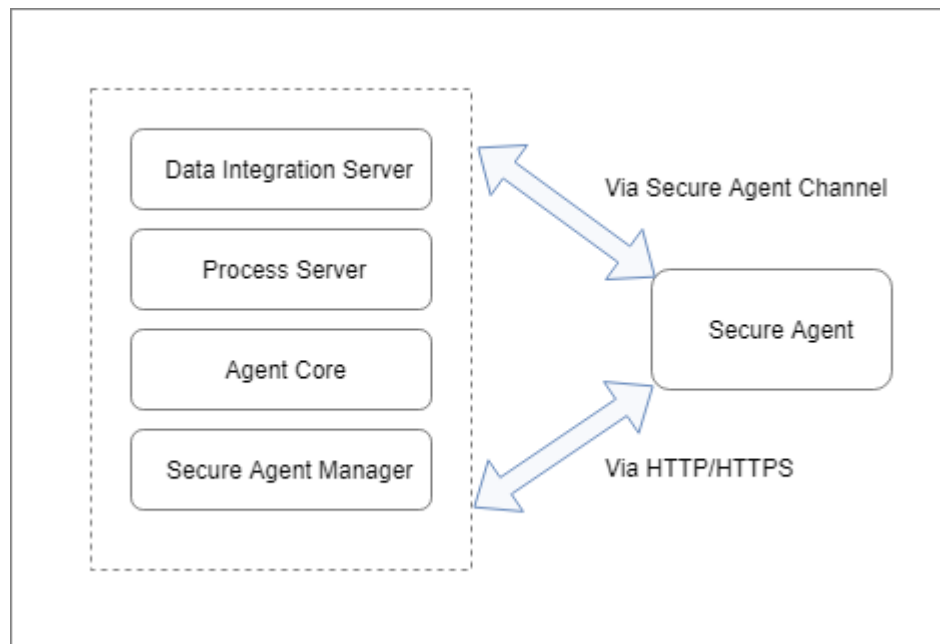 Data Integration Server
Via Secure Agent Channel
Process Server
Secure Agent
Agent Core
Via HTTP/HTTPS
Secure Agent Manager